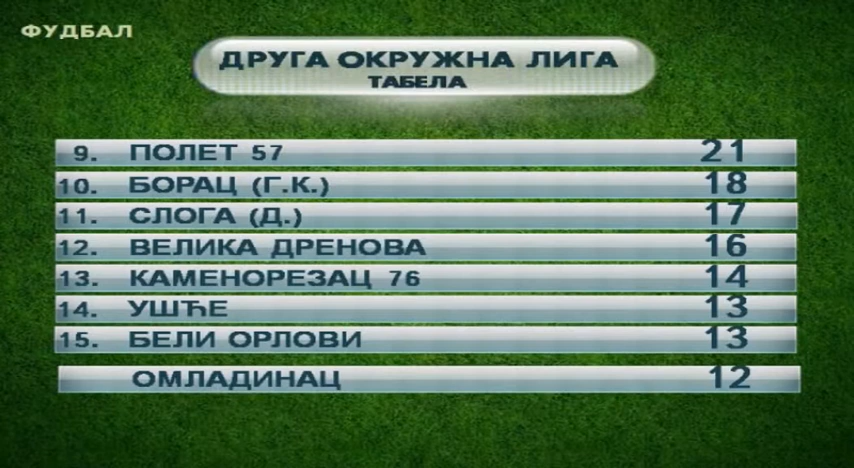 ФУДБАЛ
ДРУГА ОКРУЖНА ЛИГА
ТАБЕЛА
9. ПОЛЕТ 57 21
10. БОРАЦ (Г.К.) 18
11. СЛОГА (Д.) 17
12. ВЕЛИКА ДРЕНОВА 16
13. КАМЕНОРЕЗАЦ 76 14
14. УШЋЕ 13
15. БЕЛИ ОРЛОВИ 13
ОМЛАДИНАЦ 12